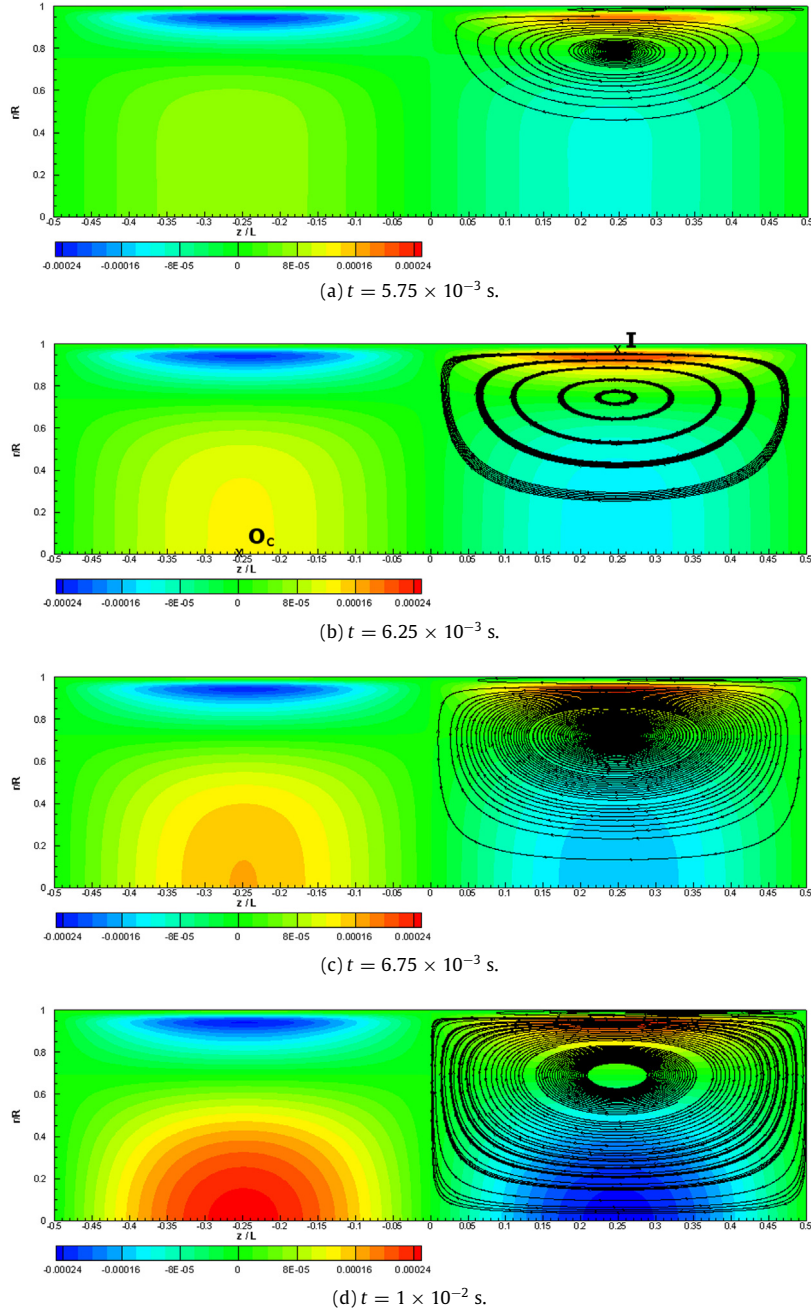 r/R
1
0.8
0.6
0.4
0.2
0
-0.5 -0.45 -0.4 -0.35 -0.3 -0.25 -0.2 -0.15 -0.1 -0.05 0 0.05 0.1 0.15 0.2 0.25 0.3 0.35 0.4 0.45 0.5
z / L
-0.00024 -0.00016 -8E-05 0 8E-05 0.00016 0.00024
(a) t = 5.75 × 10−3 s.
I
r/R
1
0.8
0.6
0.4
0.2
0
Oc
-0.5 -0.45 -0.4 -0.35 -0.3 -0.25 -0.2 -0.15 -0.1 -0.05 0 0.05 0.1 0.15 0.2 0.25 0.3 0.35 0.4 0.45 0.5
z / L
-0.00024 -0.00016 -8E-05 0 8E-05 0.00016 0.00024
(b) t = 6.25 × 10−3 s.
r/R
1
0.8
0.6
0.4
0.2
0
-0.5 -0.45 -0.4 -0.35 -0.3 -0.25 -0.2 -0.15 -0.1 -0.05 0 0.05 0.1 0.15 0.2 0.25 0.3 0.35 0.4 0.45 0.5
z / L
-0.00024 -0.00016 -8E-05 0 8E-05 0.00016 0.00024
(c) t = 6.75 × 10−3 s.
r/R
1
0.8
0.6
0.4
0.2
0
-0.5 -0.45 -0.4 -0.35 -0.3 -0.25 -0.2 -0.15 -0.1 -0.05 0 0.05 0.1 0.15 0.2 0.25 0.3 0.35 0.4 0.45 0.5
z / L
-0.00024 -0.00016 -8E-05 0 8E-05 0.00016 0.00024
(d) t = 1 × 10−2 s.